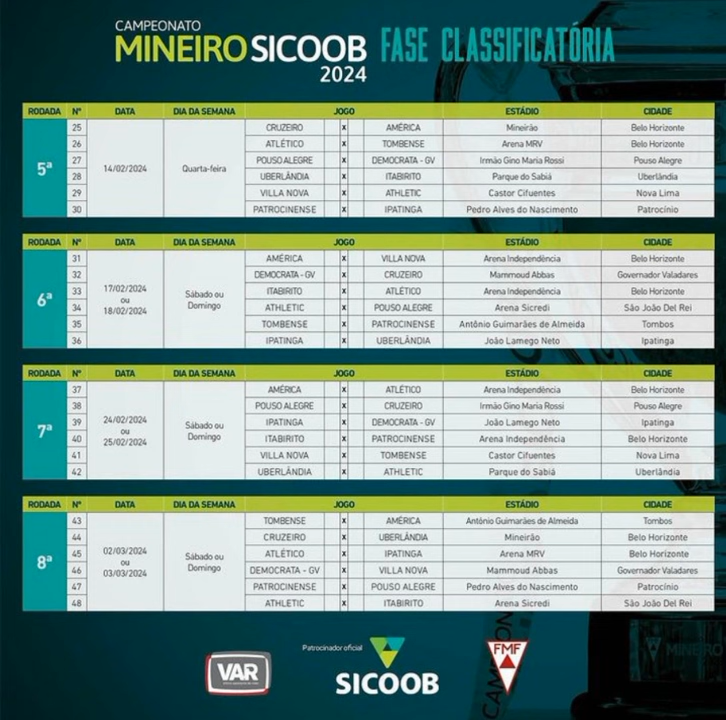 CAMPEONATO
MINEIRO SICOOB FASE CLASSIFICATÓRIA
2024
RODADA Nº DATA DIA DA SEMANA JOGO ESTÁDIO CIDADE
5ª 14/02/2024 Quarta-feira
25 CRUZEIRO x AMÉRICA Mineirão Belo Horizonte
26 ATLÉTICO x TOMBENSE Arena MRV Belo Horizonte
27 POUSO ALEGRE x DEMOCRATA - GV Irmão Gino Maria Rossi Pouso Alegre
28 UBERLÂNDIA x ITABIRITO Parque do Sabiá Uberlândia
29 VILLA NOVA x ATHLETIC Castor Cifuentes Nova Lima
30 PATROCINENSE x IPATINGA Pedro Alves do Nascimento Patrocínio
RODADA Nº DATA DIA DA SEMANA JOGO ESTÁDIO CIDADE
6ª 17/02/2024 ou 18/02/2024 Sábado ou Domingo
31 AMÉRICA x VILLA NOVA Arena Independência Belo Horizonte
32 DEMOCRATA - GV x CRUZEIRO Mammoud Abbas Governador Valadares
33 ITABIRITO x ATLÉTICO Arena Independência Belo Horizonte
34 ATHLETIC x POUSO ALEGRE Arena Sicredi São João Del Rei
35 TOMBENSE x PATROCINENSE Antônio Guimarães de Almeida Tombos
36 IPATINGA x UBERLÂNDIA João Lamego Neto Ipatinga
RODADA Nº DATA DIA DA SEMANA JOGO ESTÁDIO CIDADE
7ª 24/02/2024 ou 25/02/2024 Sábado ou Domingo
37 AMÉRICA x ATLÉTICO Arena Independência Belo Horizonte
38 POUSO ALEGRE x CRUZEIRO Irmão Gino Maria Rossi Pouso Alegre
39 IPATINGA x DEMOCRATA - GV João Lamego Neto Ipatinga
40 ITABIRITO x PATROCINENSE Arena Independência Belo Horizonte
41 VILLA NOVA x TOMBENSE Castor Cifuentes Nova Lima
42 UBERLÂNDIA x ATHLETIC Parque do Sabiá Uberlândia
RODADA Nº DATA DIA DA SEMANA JOGO ESTÁDIO CIDADE
8ª 02/03/2024 ou 03/03/2024 Sábado ou Domingo
43 TOMBENSE x AMÉRICA Antônio Guimarães de Almeida Tombos
44 CRUZEIRO x UBERLÂNDIA Mineirão Belo Horizonte
45 ATLÉTICO x IPATINGA Arena MRV Belo Horizonte
46 DEMOCRATA - GV x VILLA NOVA Mammoud Abbas Governador Valadares
47 PATROCINENSE x POUSO ALEGRE Pedro Alves do Nascimento Patrocínio
48 ATHLETIC x ITABIRITO Arena Sicredi São João Del Rei
Patrocinador oficial
VAR
SICOOB
FMF
CAMPEON
MINEIRO